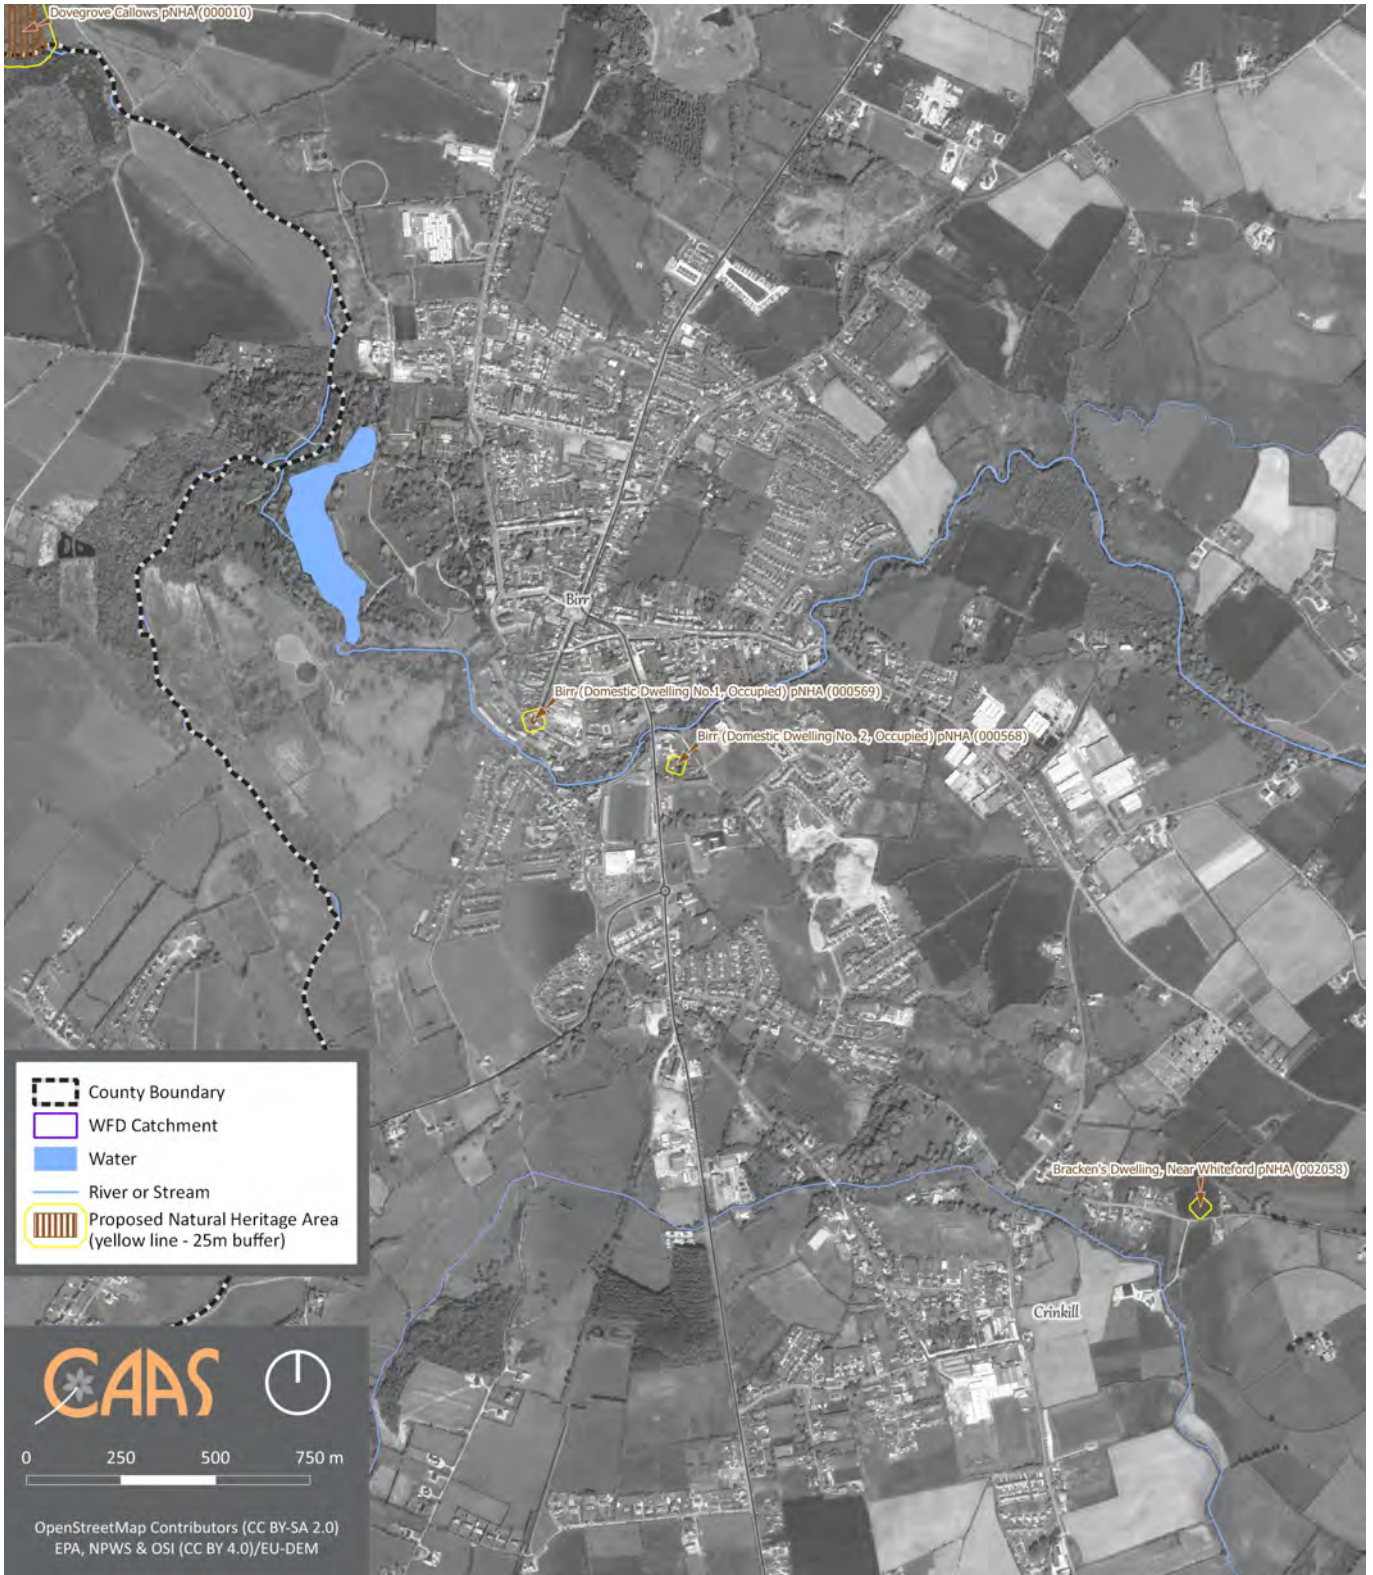 Dovegrove Callows pNHA (000010)
Birr
Birr (Domestic Dwelling No.1, Occupied) pNHA (000569)
Birr (Domestic Dwelling No. 2, Occupied) pNHA (000568)
Bracken's Dwelling, Near Whiteford pNHA (002058)
Crinkill
County Boundary
WFD Catchment
Water
River or Stream
Proposed Natural Heritage Area
(yellow line - 25m buffer)
CAAS
0 250 500 750 m
OpenStreetMap Contributors (CC BY-SA 2.0)
EPA, NPWS & OSI (CC BY 4.0)/EU-DEM